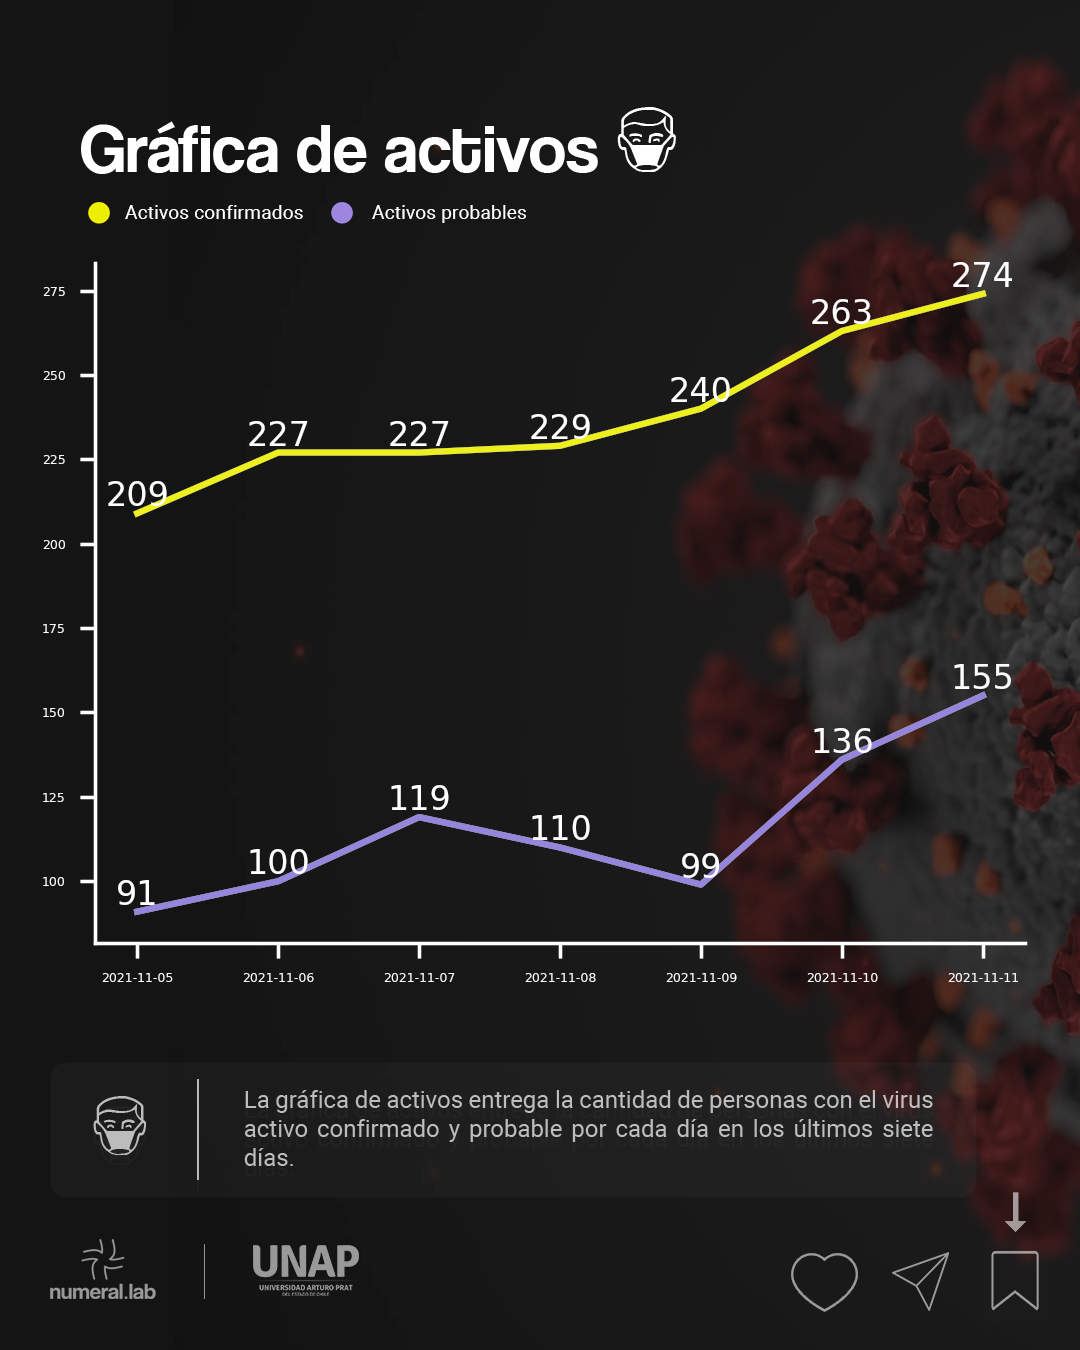 Gráfica de activos
Activos confirmados
Activos probables
275
250
225
200
175
150
125
100
209
227
227
229
240
263
274
91
100
119
110
99
136
155
2021-11-05
2021-11-06
2021-11-07
2021-11-08
2021-11-09
2021-11-10
2021-11-11
La gráfica de activos entrega la cantidad de personas con el virus
activo confirmado y probable por cada día en los últimos siete
días.
numeral.lab
UNAP
UNIVERSIDAD ARTURO PRAT
DEL ESTADO DE CHILE